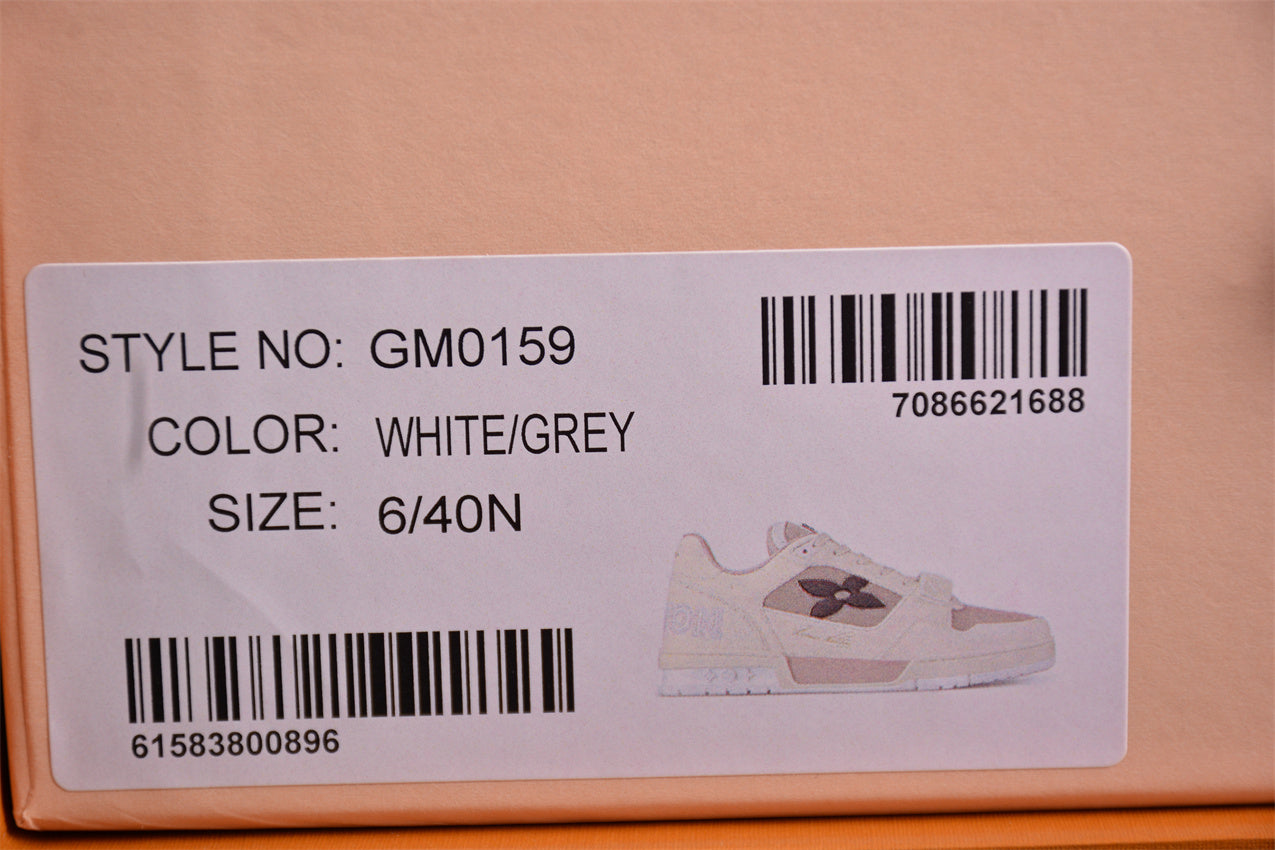 STYLE NO: GM0159
7086621688
COLOR: WHITE/GREY
SIZE: 6/40N
61583800896